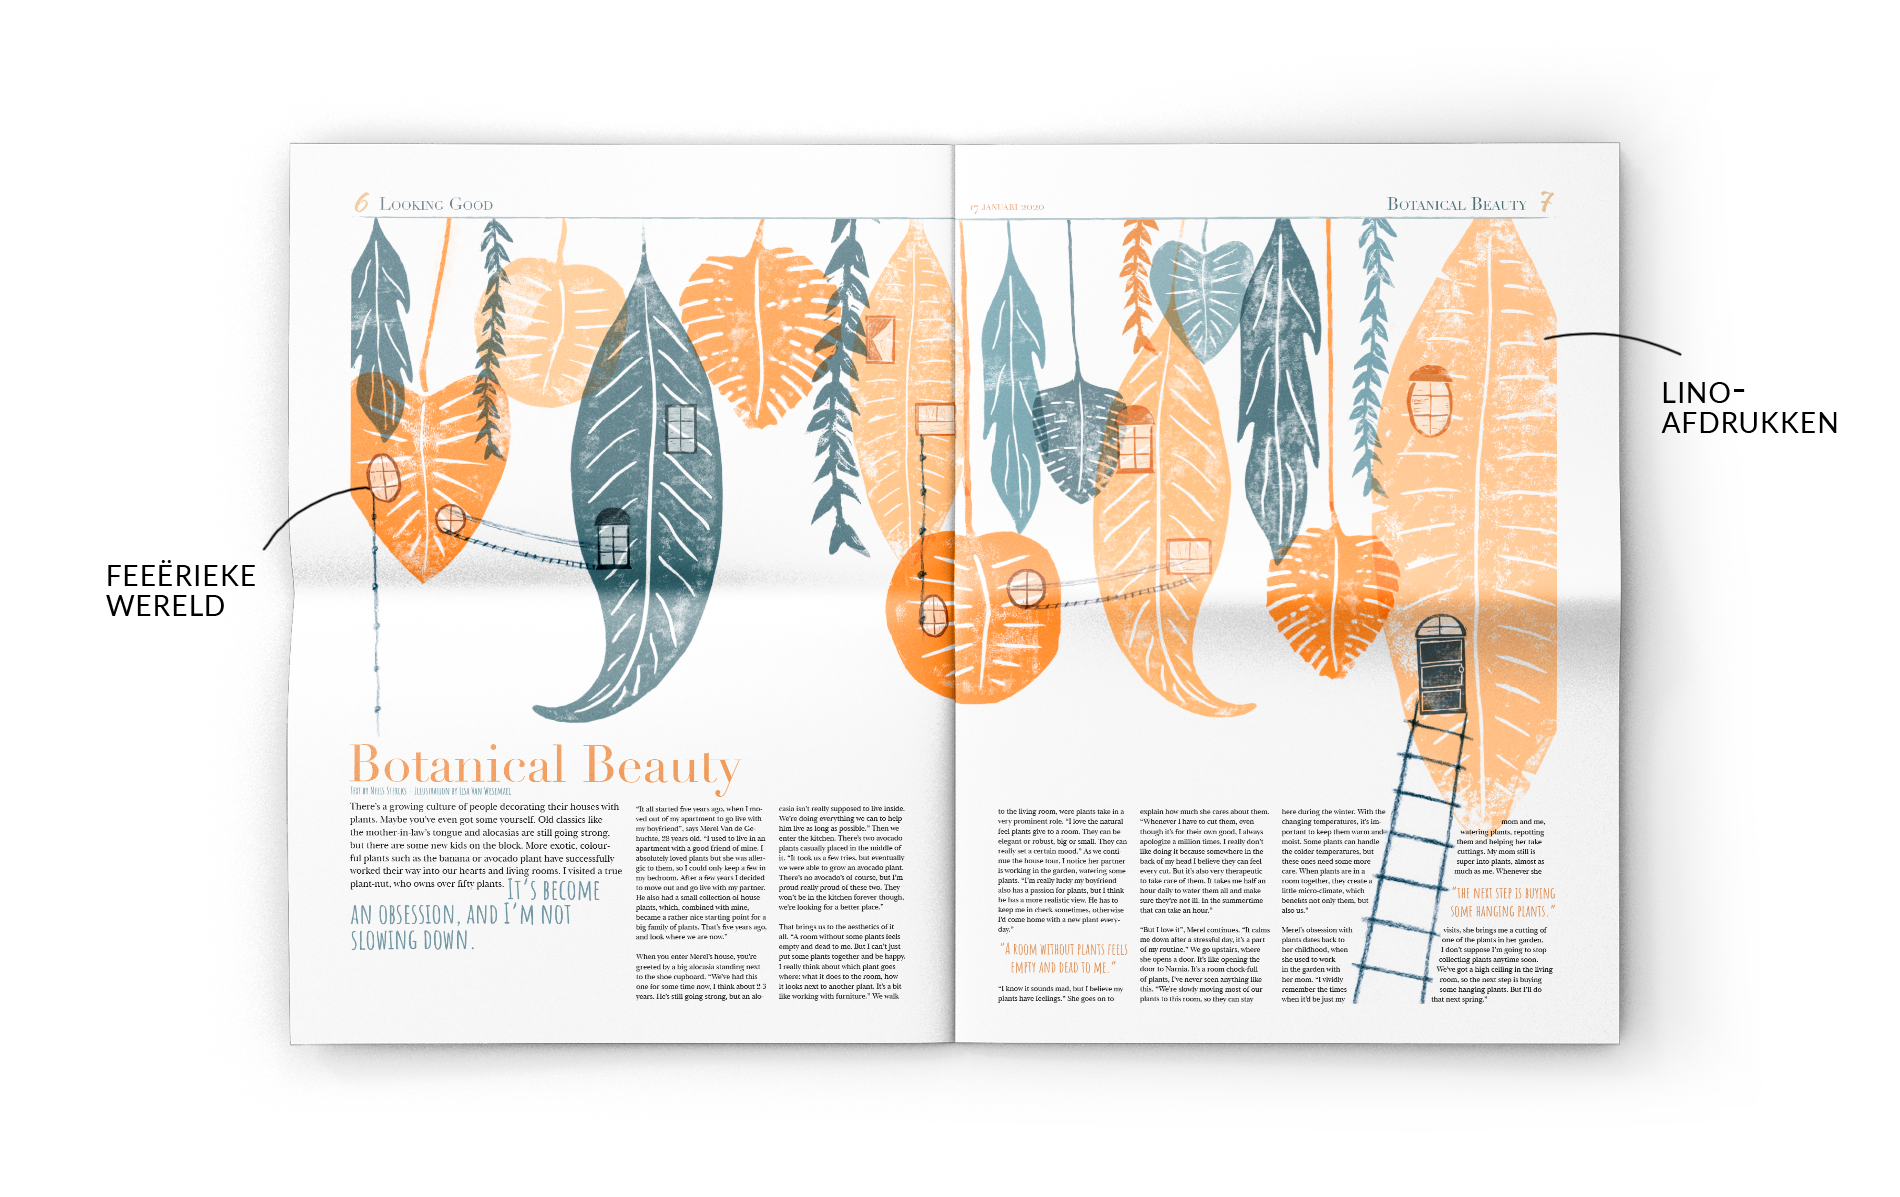 6 Looking Good
17 januari 2020
Botanical Beauty 7
FEEËRIEKE
WERELD
LINO-
AFDRUKKEN
Botanical Beauty
Text by Neils Sterckx - Illustration by Lisa Van Wesemael
There's a growing culture of people decorating their houses with
plants. Maybe you've even got some yourself. Old classics like
the mother-in-law's tongue and alocasias are still going strong,
but there are some new kids on the block. More exotic, colour-
ful plants such as the banana or avocado plant have successfully
worked their way into our hearts and living rooms. I visited a true
plant-nut, who owns over fifty plants. It's become
an obsession, and I'm not
slowing down.
"It all started five years ago, when I mo-
ved out of my apartment to go live with
my boyfriend", says Merel Van de Ge-
huchte, 28 years old. "I used to live in an
apartment with a good friend of mine. I
absolutely loved plants but she was aller-
gic to them, so I could only keep a few in
my bedroom. After a few years I decided
to move out and go live with my partner.
He also had a small collection of house
plants, which, combined with mine,
became a rather nice starting point for a
big family of plants. That's five years ago,
and look where we are now."
When you enter Merel's house, you're
greeted by a big alocasia standing next
to the shoe cupboard. "We've had this
one for some time now, I think about 2-3
years. He's still going strong, but an alo-
casia isn't really supposed to live inside.
We're doing everything we can to help
him live as long as possible." Then we
enter the kitchen. There's two avocado
plants casually placed in the middle of
it. "It took us a few tries, but eventually
we were able to grow an avocado plant.
There's no avocado's of course, but I'm
proud really proud of these two. They
won't be in the kitchen forever though,
we're looking for a better place."
That brings us to the aesthetics of it
all. "A room without some plants feels
empty and dead to me. But I can't just
put some plants together and be happy.
I really think about which plant goes
where: what it does to the room, how
it looks next to another plant. It's a bit
like working with furniture." We walk
to the living room, were plants take in a
very prominent role. "I love the natural
feel plants give to a room. They can be
elegant or robust, big or small. They can
really set a certain mood." As we conti-
nue the house tour, I notice her partner
is working in the garden, watering some
plants. "I'm really lucky my boyfriend
also has a passion for plants, but I think
he has a more realistic view. He has to
keep me in check sometimes, otherwise
I'd come home with a new plant every-
day."
"A room without plants feels
empty and dead to me."
"I know it sounds mad, but I believe my
plants have feelings." She goes on to
explain how much she cares about them.
"Whenever I have to cut them, even
though it's for their own good, I always
apologize a million times. I really don't
like doing it because somewhere in the
back of my head I believe they can feel
every cut. But it's also very therapeutic
to take care of them. It takes me half an
hour daily to water them all and make
sure they're not ill. In the summertime
that can take an hour."
"But I love it", Merel continues. "It calms
me down after a stressful day, it's a part
of my routine." We go upstairs, where
she opens a door. It's like opening the
door to Narnia. It's a room chock-full
of plants, I've never seen anything like
this. "We're slowly moving most of our
plants to this room, so they can stay
here during the winter. With the
changing temperatures, it's im-
portant to keep them warm and
moist. Some plants can handle
the colder temperatures, but
these ones need some more
care. When plants are in a
room together, they create a
little micro-climate, which
benefits not only them, but
also us."
Merel's obsession with
plants dates back to
her childhood, when
she used to work
in the garden with
her mom. "I vividly
remember the times
when it'd be just my
mom and me,
watering plants, repotting
them and helping her take
cuttings. My mom still is
super into plants, almost as
much as me. Whenever she
"The next step is buying
some hanging plants."
visits, she brings me a cutting of
one of the plants in her garden.
I don't suppose I'm going to stop
collecting plants anytime soon.
We've got a high ceiling in the living
room, so the next step is buying
some hanging plants. But I'll do
that next spring."